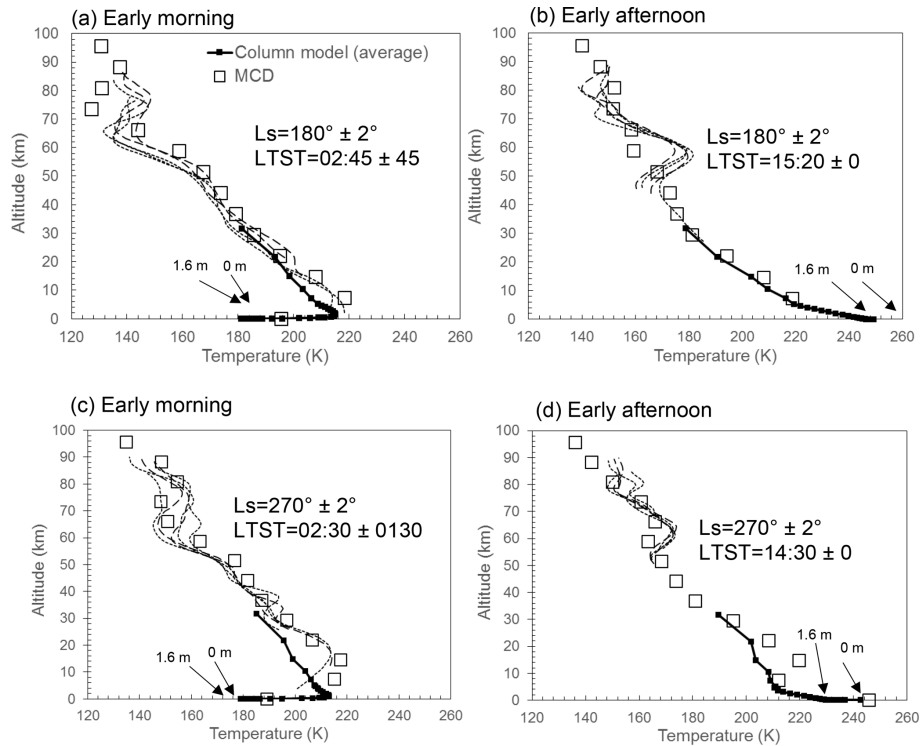 (a) Early morning
100
90
80
70
60
50
40
30
20
10
0
Altitude (km)
Column model (average)
MCD
Ls=180° ± 2°
LTST=02:45 ± 45
1.6 m
0 m
120 140 160 180 200 220 240 260
Temperature (K)
(b) Early afternoon
100
90
80
70
60
50
40
30
20
10
0
Altitude (km)
Ls=180° ± 2°
LTST=15:20 ± 0
1.6 m
0 m
120 140 160 180 200 220 240 260
Temperature (K)
(c) Early morning
100
90
80
70
60
50
40
30
20
10
0
Altitude (km)
Ls=270° ± 2°
LTST=02:30 ± 0130
1.6 m
0 m
120 140 160 180 200 220 240 260
Temperature (K)
(d) Early afternoon
100
90
80
70
60
50
40
30
20
10
0
Altitude (km)
Ls=270° ± 2°
LTST=14:30 ± 0
1.6 m
0 m
120 140 160 180 200 220 240 260
Temperature (K)